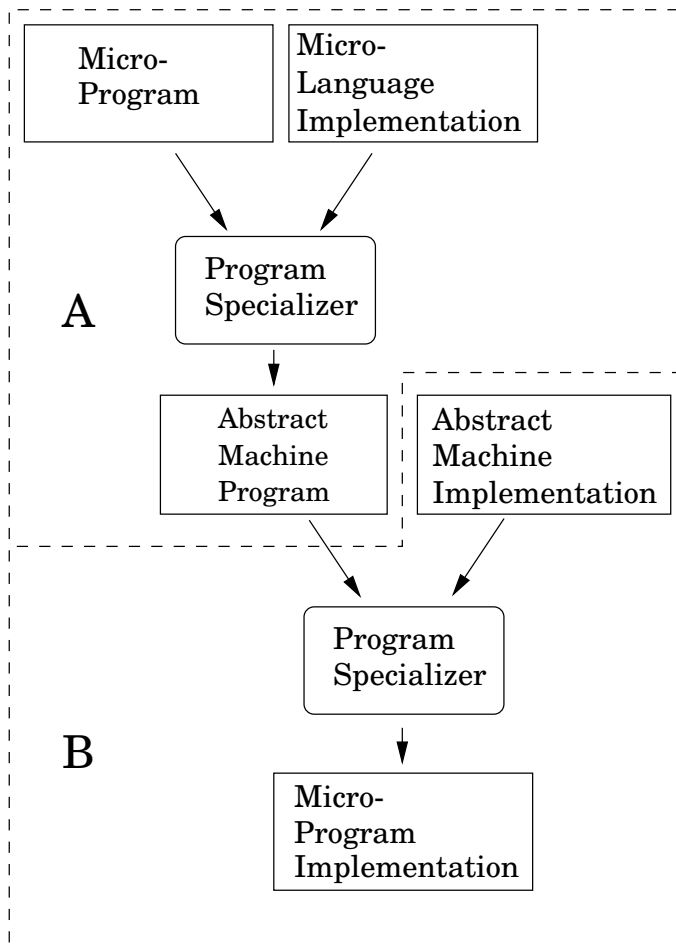 Micro-
Program
Micro-
Language
Implementation
Program
Specializer
A
Abstract
Machine
Program
Abstract
Machine
Implementation
Program
Specializer
B
Micro-
Program
Implementation